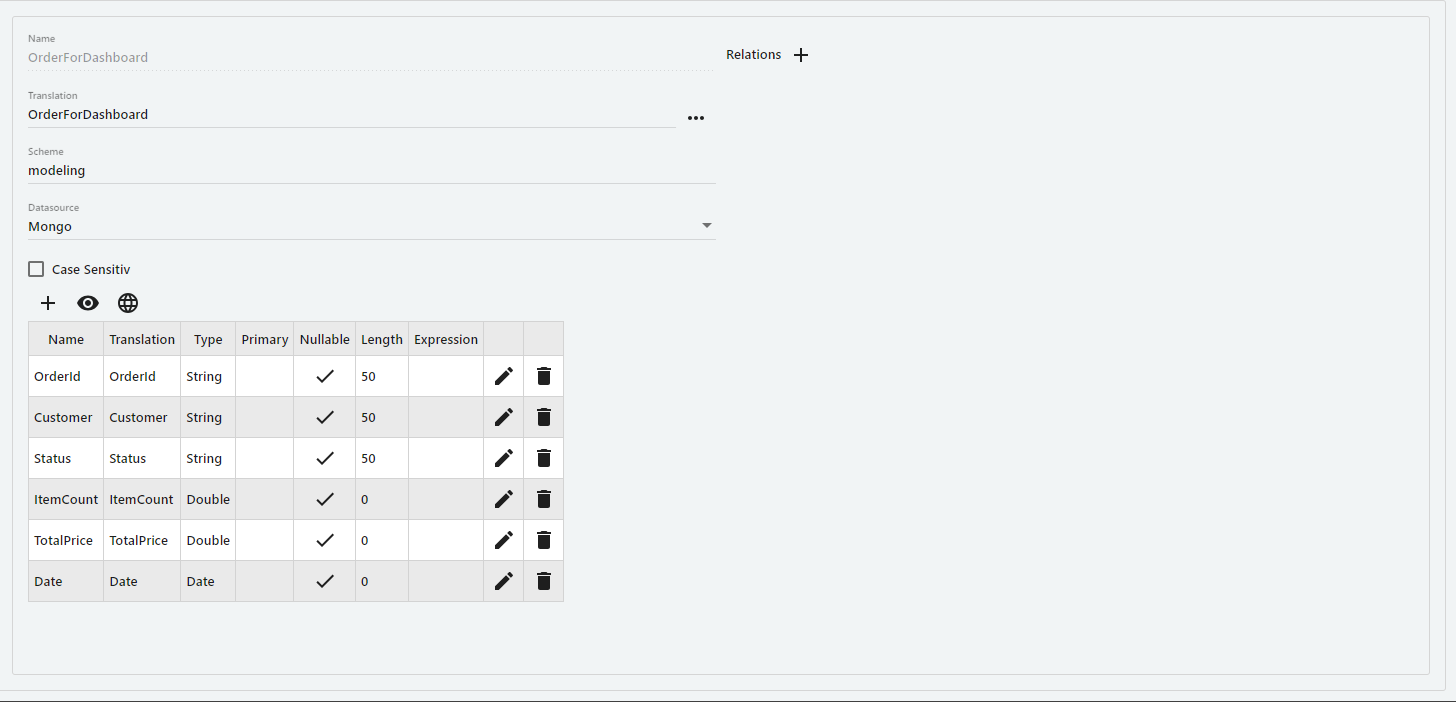 Name
OrderForDashboard
Relations
Translation
OrderForDashboard
Scheme
modeling
Datasource
Mongo
Case Sensitiv
Name Translation Type Primary Nullable Length Expression
OrderId OrderId String 50
Customer Customer String 50
Status Status String 50
ItemCount ItemCount Double 0
TotalPrice TotalPrice Double 0
Date Date Date 0